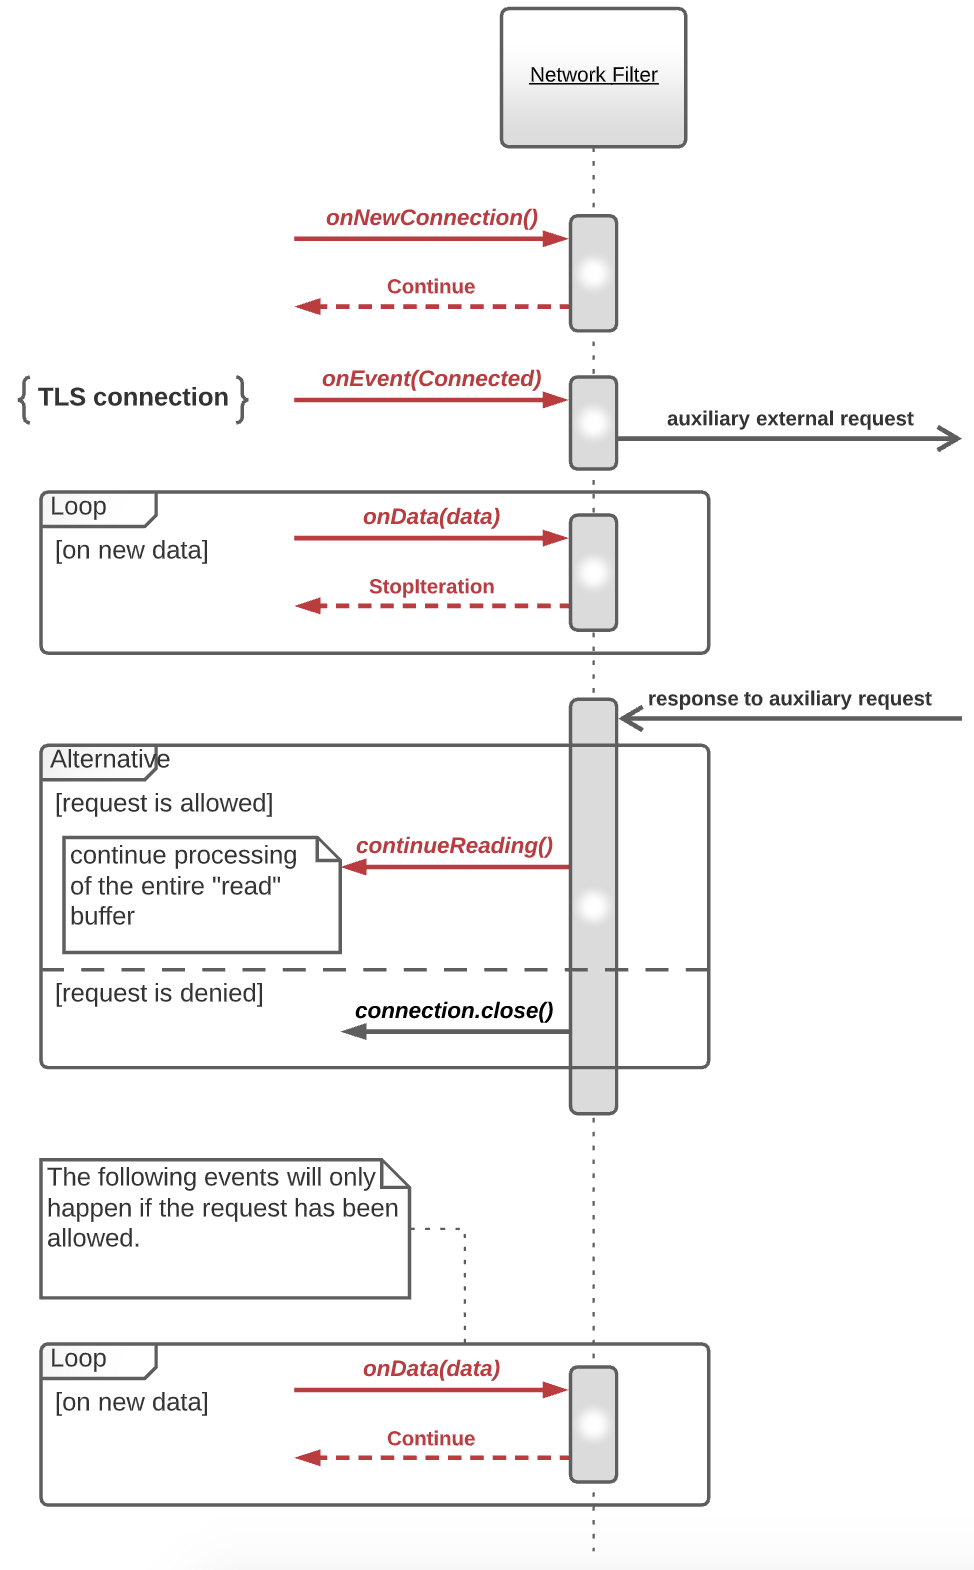 Network Filter
onNewConnection()
Continue
{ TLS connection }
onEvent(Connected)
auxiliary external request
Loop
[on new data]
onData(data)
StopIteration
response to auxiliary request
Alternative
[request is allowed]
continue processing
of the entire "read"
buffer
continueReading()
[request is denied]
connection.close()
The following events will only
happen if the request has been
allowed.
Loop
[on new data]
onData(data)
Continue